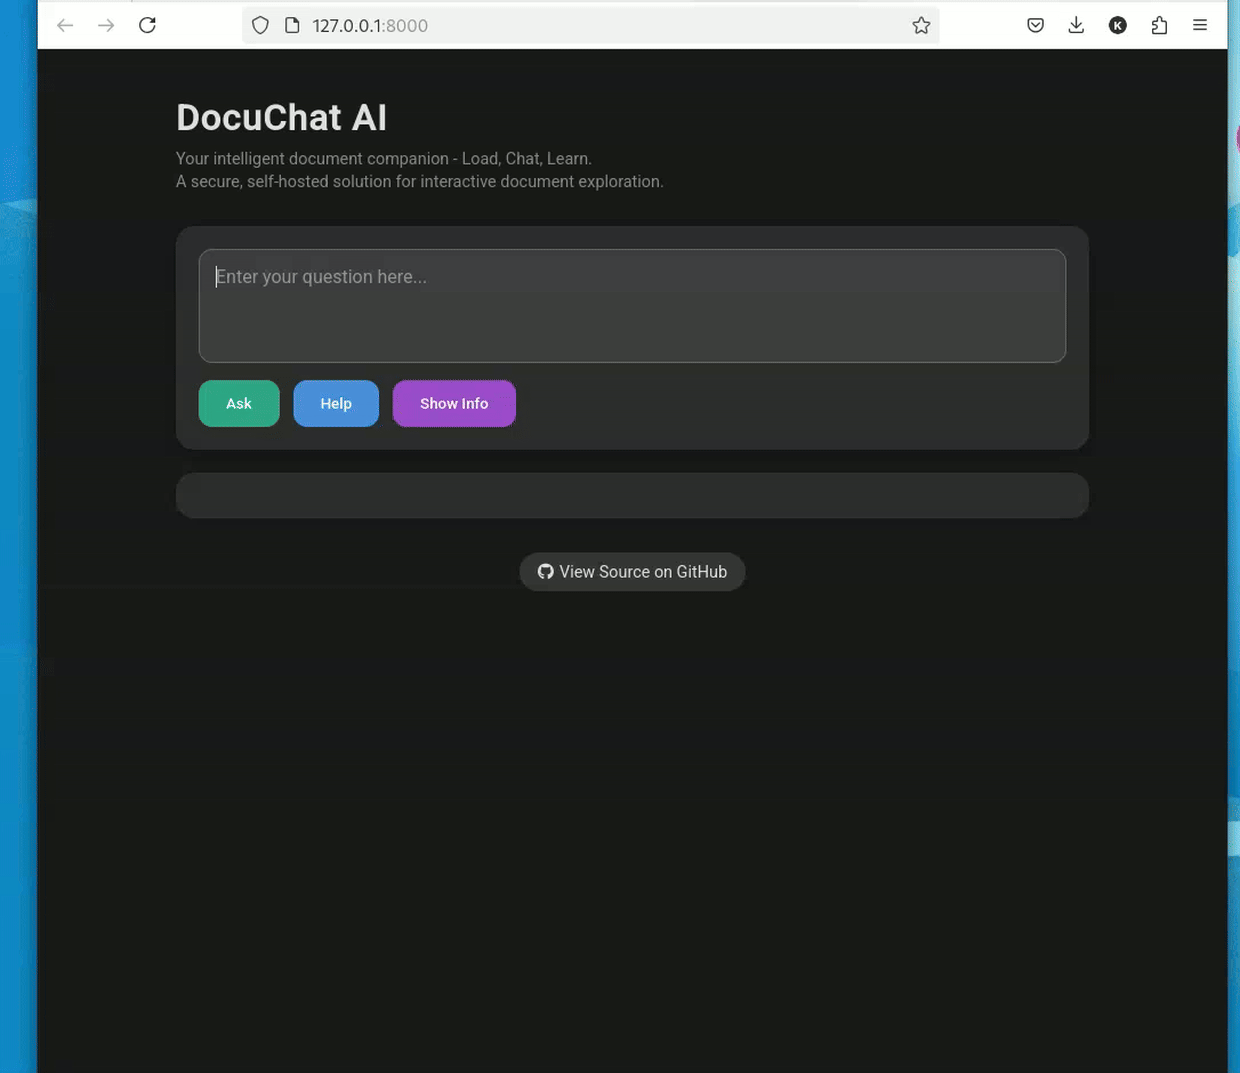 127.0.0.1:8000
K
DocuChat AI
Your intelligent document companion - Load, Chat, Learn.
A secure, self-hosted solution for interactive document exploration.
Enter your question here...
Ask
Help
Show Info
View Source on GitHub